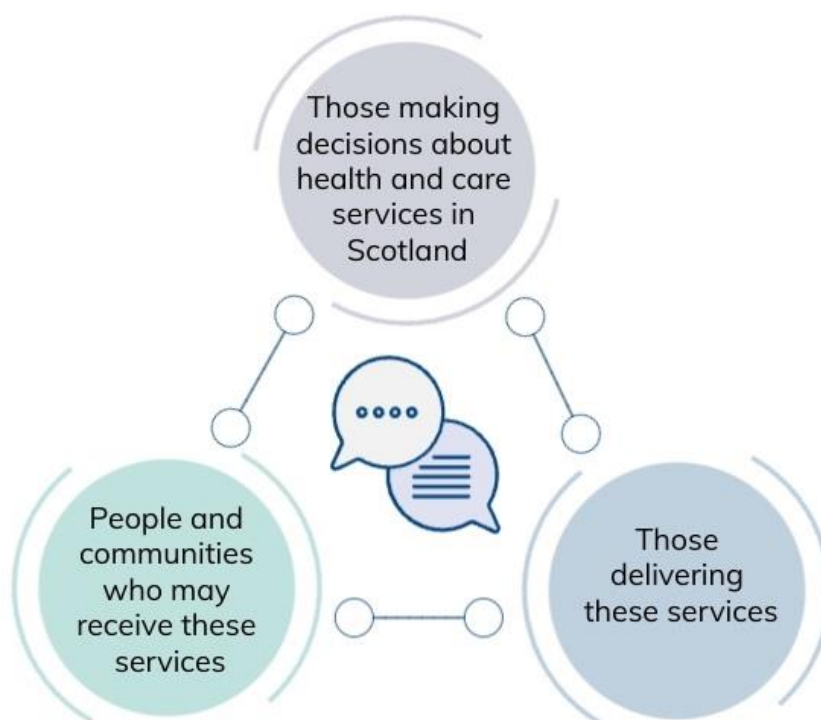 Those making
decisions about
health and care
services in
Scotland
People and
communities
who may
receive these
services
Those
delivering
these services